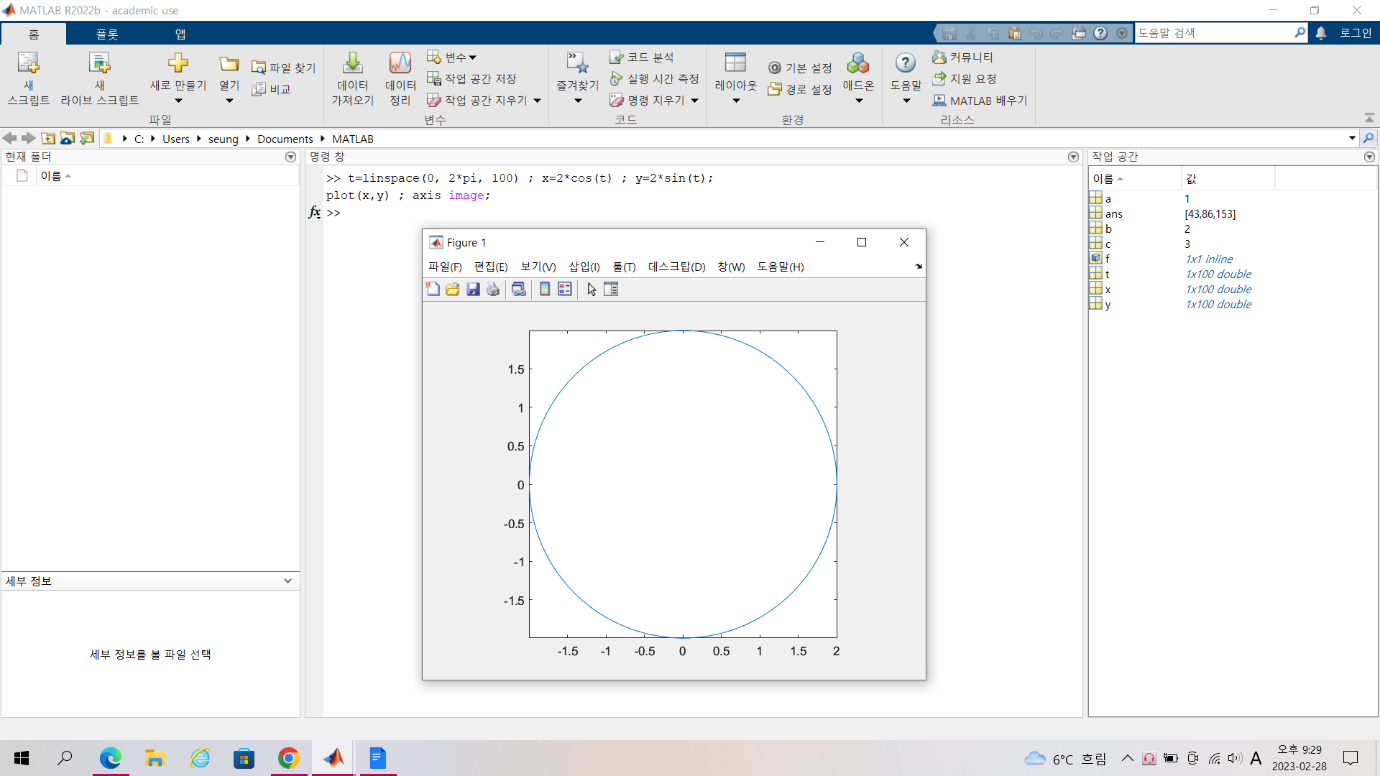 MATLAB R2022b - academic use
홈 플롯 앱
도움말 검색 로그인
새 스크립트
새 라이브 스크립트
새로 만들기
열기
파일 찾기
비교
파일
데이터 가져오기
데이터 정리
변수
작업 공간 저장
작업 공간 지우기
변수
즐겨찾기
코드 분석
실행 시간 측정
명령 지우기
코드
레이아웃
기본 설정
경로 설정
애드온
환경
도움말
커뮤니티
지원 요청
MATLAB 배우기
리소스
C: Users seung Documents MATLAB
현재 폴더
이름
세부 정보
세부 정보를 볼 파일 선택
명령 창
>> t=linspace(0, 2*pi, 100) ; x=2*cos(t) ; y=2*sin(t);
plot(x,y) ; axis image;
fx >>
Figure 1
파일(F) 편집(E) 보기(V) 삽입(I) 툴(T) 데스크탑(D) 창(W) 도움말(H)
1.5
1
0.5
0
-0.5
-1
-1.5
-1.5 -1 -0.5 0 0.5 1 1.5 2
작업 공간
이름 값
a 1
ans [43,86,153]
b 2
c 3
f 1x1 inline
t 1x100 double
x 1x100 double
y 1x100 double
6°C 흐림 A 오후 9:29
2023-02-28